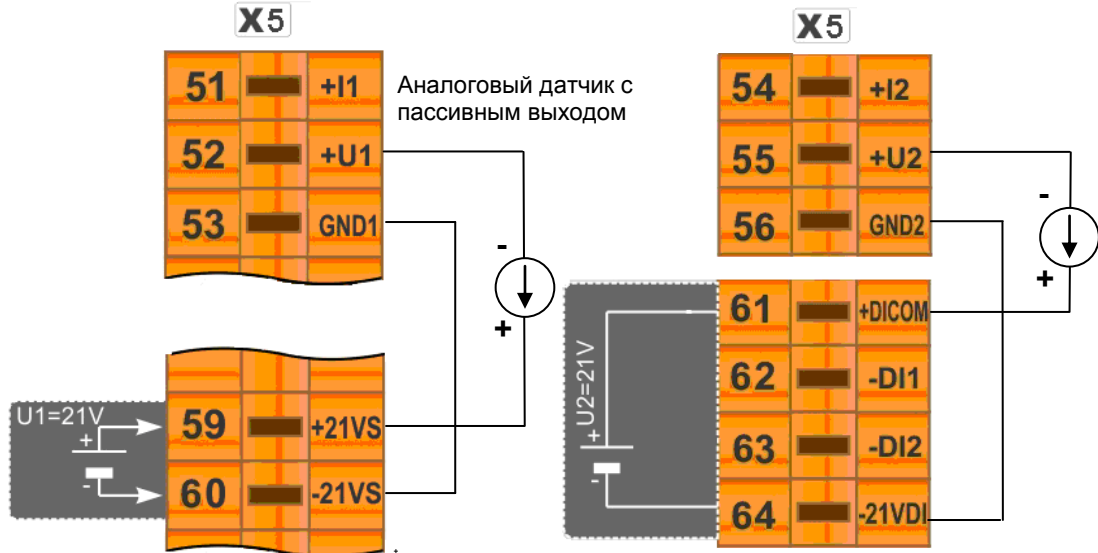 X5
51 +I1
52 +U1
53 GND1
Аналоговый датчик с
пассивным выходом
-
+
U1=21V
+
-
59 +21VS
60 -21VS
X5
54 +I2
55 +U2
56 GND2
-
+
U2=21V
+
-
61 +DICOM
62 -DI1
63 -DI2
64 -21VDI